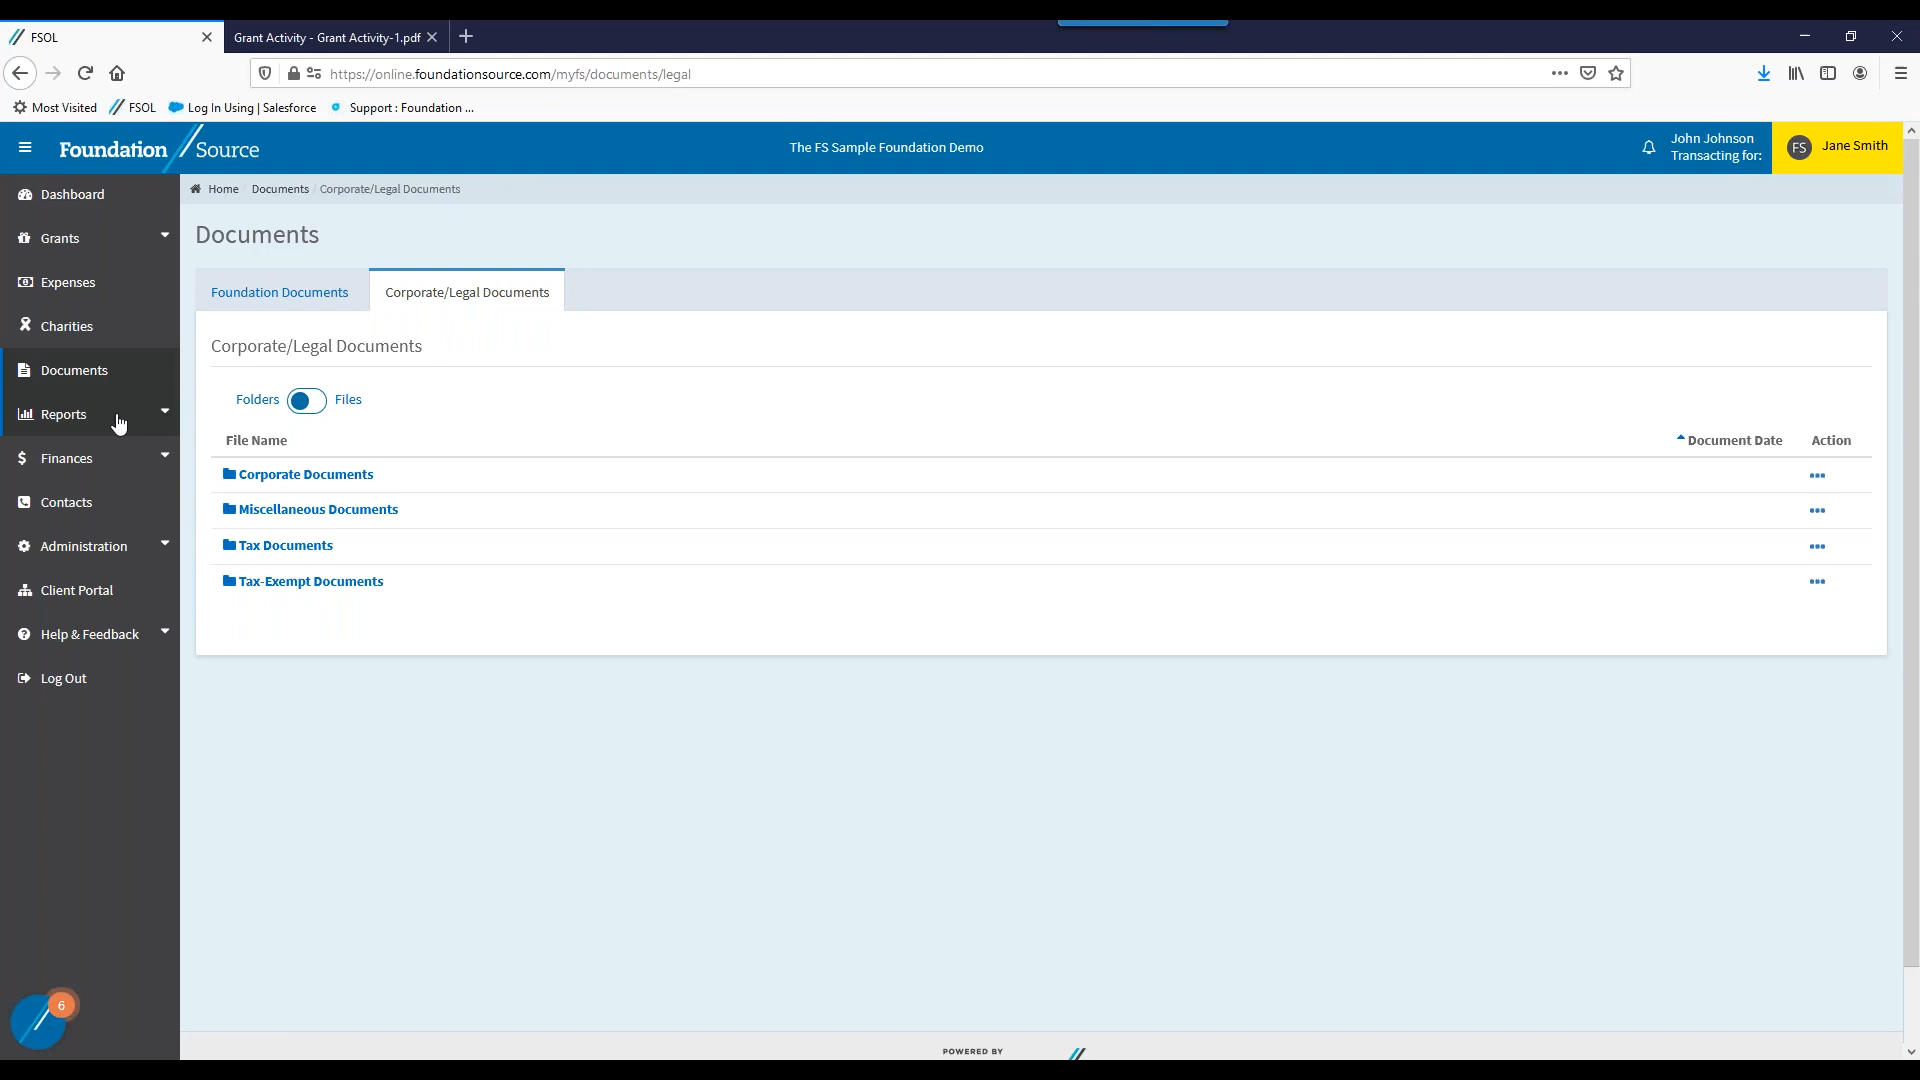 FSOL
Grant Activity - Grant Activity-1.pdf
https://online.foundationsource.com/myfs/documents/legal
Most Visited
FSOL
Log In Using | Salesforce
Support : Foundation ...
Foundation Source
The FS Sample Foundation Demo
John Johnson
Transacting for:
FS
Jane Smith
Dashboard
Grants
Expenses
Charities
Documents
Reports
Finances
Contacts
Administration
Client Portal
Help & Feedback
Log Out
6
Home / Documents / Corporate/Legal Documents
Documents
Foundation Documents
Corporate/Legal Documents
Corporate/Legal Documents
Folders
Files
File Name
Document Date
Action
Corporate Documents
Miscellaneous Documents
Tax Documents
Tax-Exempt Documents
POWERED BY